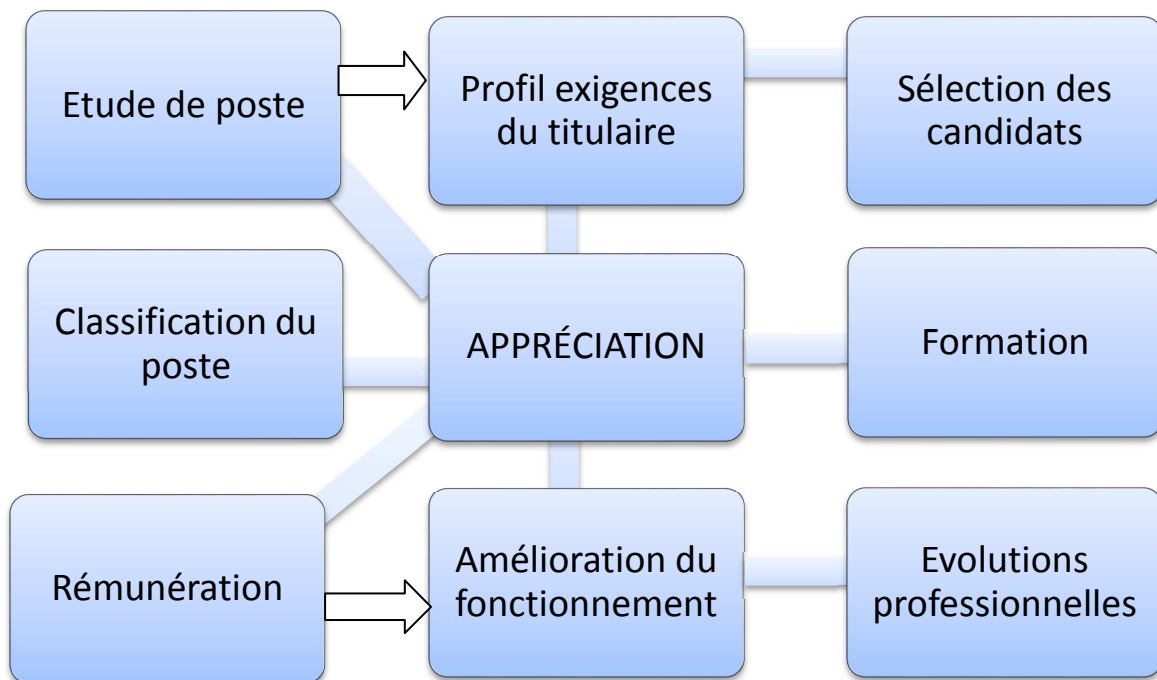 Etude de poste
Profil exigences
du titulaire
Sélection des
candidats
Classification du
poste
APPRÉCIATION
Formation
Rémunération
Amélioration du
fonctionnement
Evolutions
professionnelles